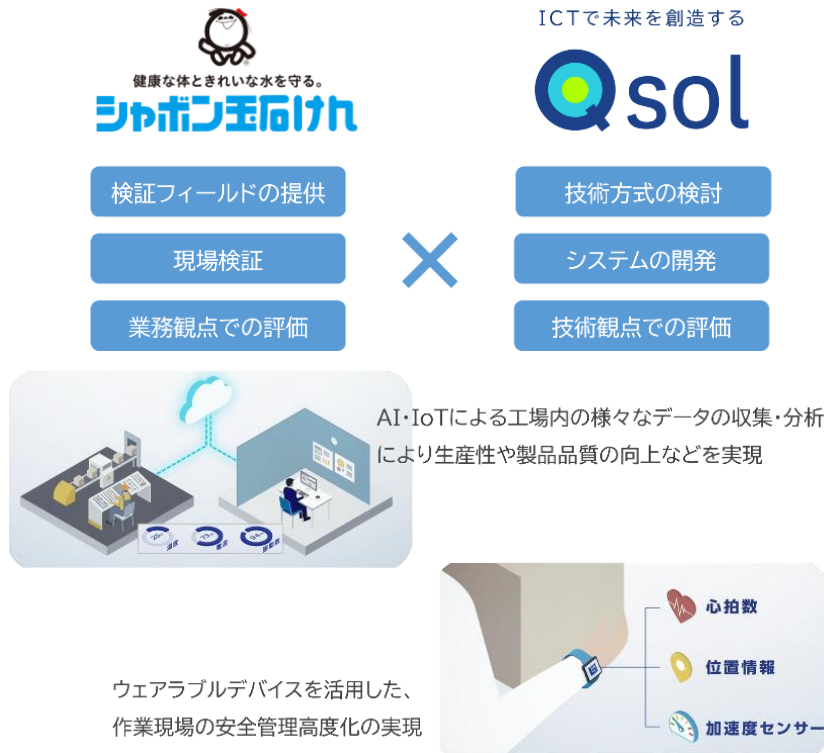 健康な体ときれいな水を守る。
シャボン玉石けん
ICTで未来を創造する
Qsol
検証フィールドの提供
現場検証
業務観点での評価
×
技術方式の検討
システムの開発
技術観点での評価
AI・IoTによる工場内の様々なデータの収集・分析
により生産性や製品品質の向上などを実現
心拍数
位置情報
加速度センサー
ウェアラブルデバイスを活用した、
作業現場の安全管理高度化の実現